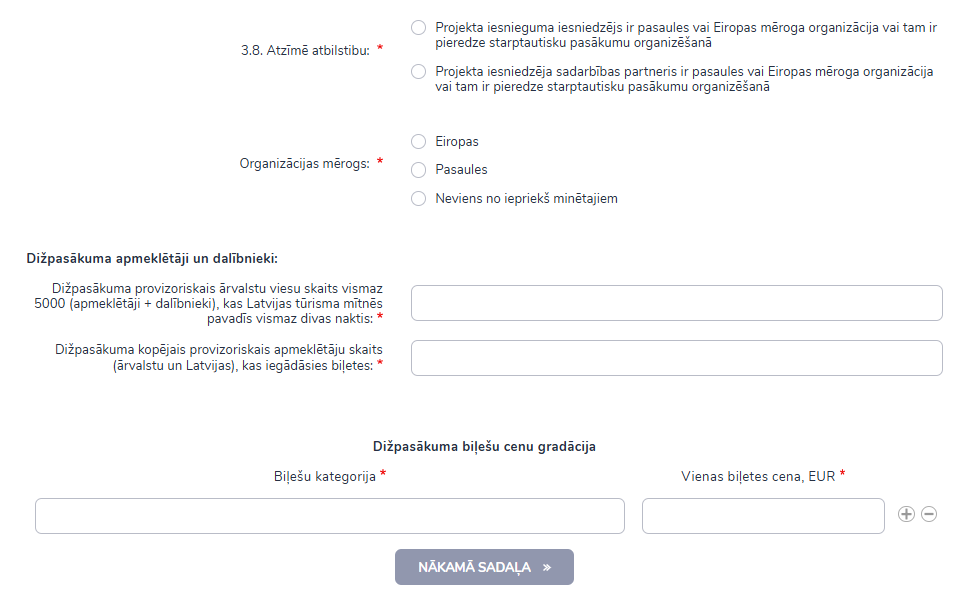 3.8. Atzīmē atbilstību: *
Projekta iesnieguma iesniedzējs ir pasaules vai Eiropas mēroga organizācija vai tam ir
pieredze starptautisku pasākumu organizēšanā
Projekta iesniedzēja sadarbības partneris ir pasaules vai Eiropas mēroga organizācija
vai tam ir pieredze starptautisku pasākumu organizēšanā
Organizācijas mērogs: *
Eiropas
Pasaules
Neviens no iepriekš minētajiem
Dižpasākuma apmeklētāji un dalībnieki:
Dižpasākuma provizoriskais ārvalstu viesu skaits vismaz
5000 (apmeklētāji + dalībnieki), kas Latvijas tūrisma mītnēs
pavadīs vismaz divas naktis: *
Dižpasākuma kopējais provizoriskais apmeklētāju skaits
(ārvalstu un Latvijas), kas iegādāsies biļetes: *
Dižpasākuma biļešu cenu gradācija
Biļešu kategorija *
Vienas biļetes cena, EUR *
NĀKAMĀ SADAĻA »